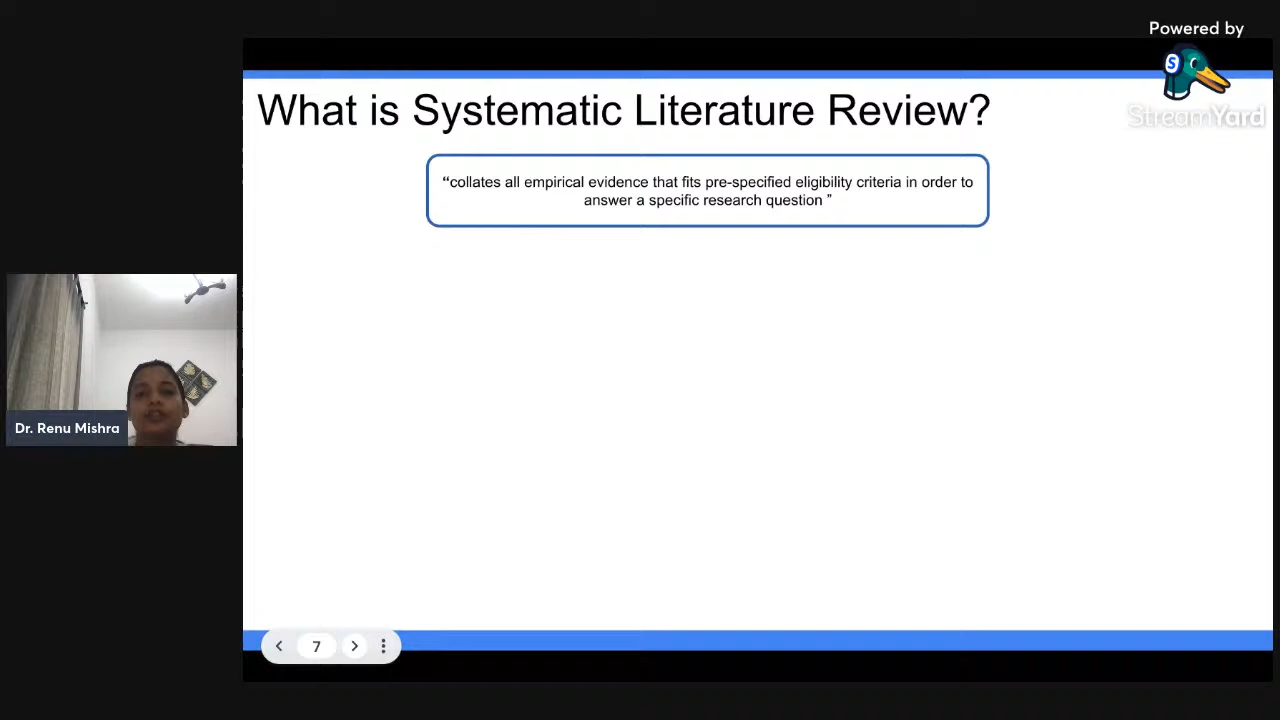 Powered by
StreamYard
What is Systematic Literature Review?
“collates all empirical evidence that fits pre-specified eligibility criteria in order to
answer a specific research question ”
Dr. Renu Mishra
7